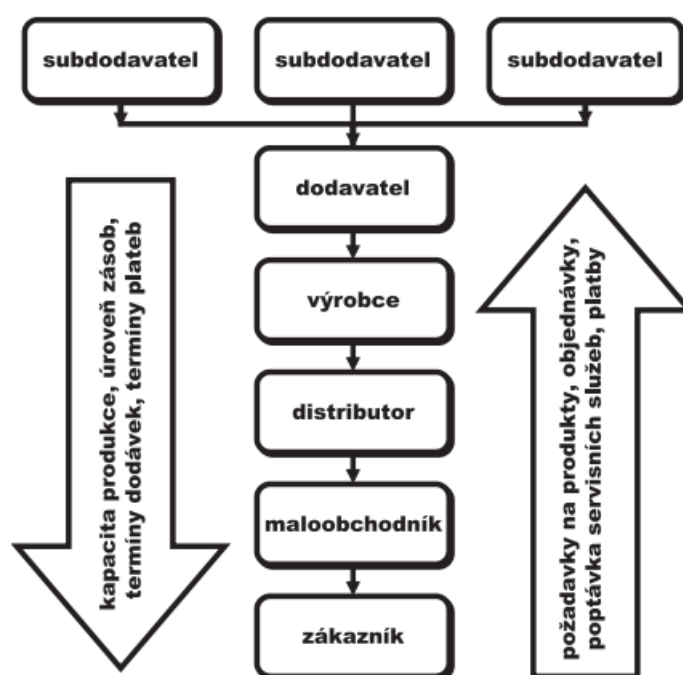 subdodavatel
subdodavatel
subdodavatel
dodavatel
výrobce
distributor
maloobchodník
zákazník
kapacita produkce, úroveň zásob,
termíny dodávek, termíny plateb
požadavky na produkty, objednávky,
poptávka servisních služeb, platby